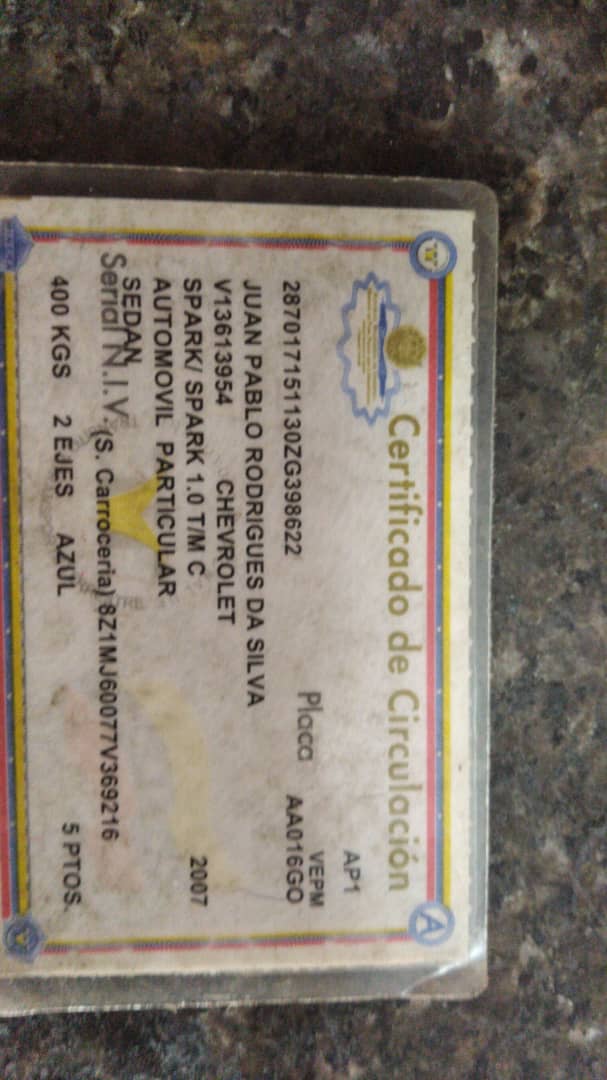 Certificado de Circulación
AP1
VEPM
287017151130ZG398622 Placa AA016GO
JUAN PABLO RODRIGUES DA SILVA
V13613954 CHEVROLET
SPARK/ SPARK 1.0 T/M C 2007
AUTOMOVIL PARTICULAR
SEDAN
Serial N.I.V. (S. Carroceria) 8Z1MJ60077V369216
400 KGS 2 EJES AZUL 5 PTOS.